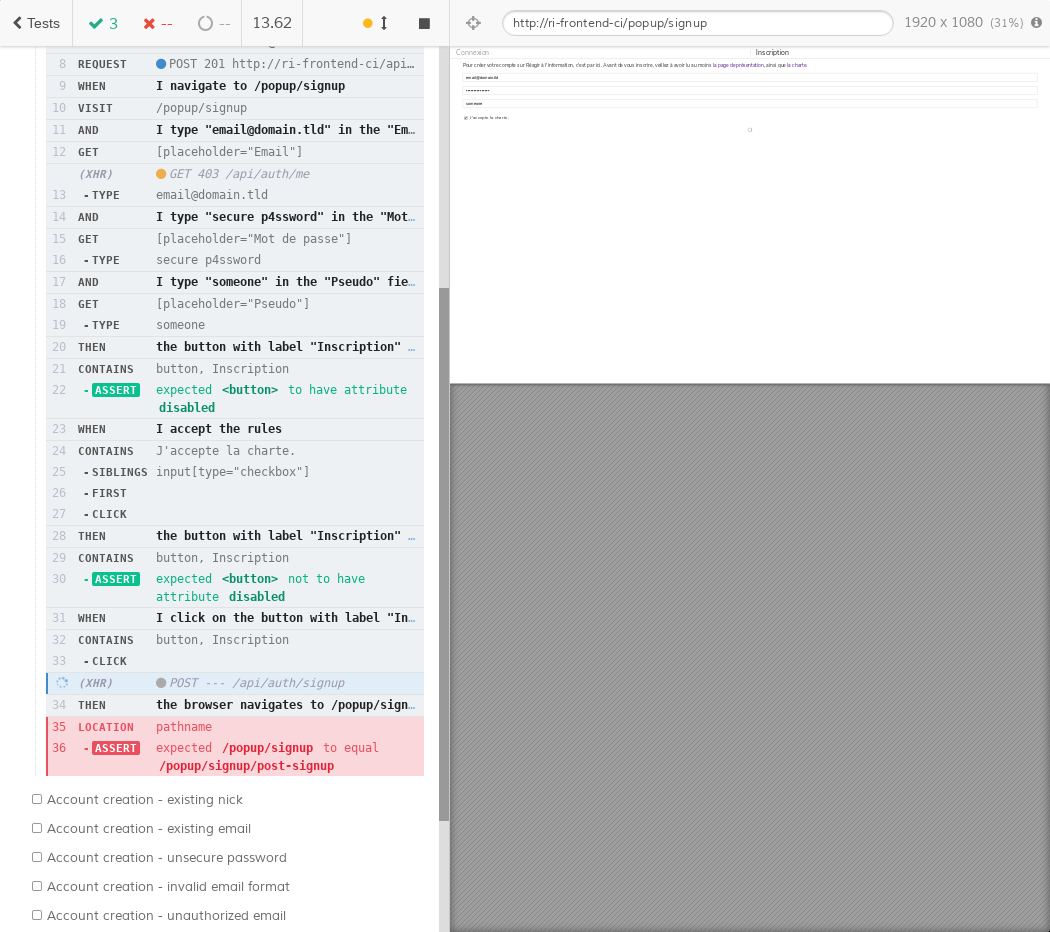 Tests
3
--
--
13.62
http://ri-frontend-ci/popup/signup
1920 x 1080 (31%)
8 REQUEST POST 201 http://ri-frontend-ci/api…
9 WHEN I navigate to /popup/signup
10 VISIT /popup/signup
11 AND I type "email@domain.tld" in the "Em…
12 GET [placeholder="Email"]
(XHR) GET 403 /api/auth/me
13 - TYPE email@domain.tld
14 AND I type "secure p4ssword" in the "Mot…
15 GET [placeholder="Mot de passe"]
16 - TYPE secure p4ssword
17 AND I type "someone" in the "Pseudo" fie…
18 GET [placeholder="Pseudo"]
19 - TYPE someone
20 THEN the button with label "Inscription" …
21 CONTAINS button, Inscription
22 - ASSERT expected <button> to have attribute
disabled
23 WHEN I accept the rules
24 CONTAINS J'accepte la charte.
25 - SIBLINGS input[type="checkbox"]
26 - FIRST
27 - CLICK
28 THEN the button with label "Inscription" …
29 CONTAINS button, Inscription
30 - ASSERT expected <button> not to have
attribute disabled
31 WHEN I click on the button with label "In…
32 CONTAINS button, Inscription
33 - CLICK
(XHR) POST --- /api/auth/signup
34 THEN the browser navigates to /popup/sign…
35 LOCATION pathname
36 - ASSERT expected /popup/signup to equal
/popup/signup/post-signup
Account creation - existing nick
Account creation - existing email
Account creation - unsecure password
Account creation - invalid email format
Account creation - unauthorized email
Connexion
Inscription
Pour créer votre compte sur Réagir à l'information, c'est par ici. Avant de vous inscrire, veillez à avoir lu au moins la page de présentation, ainsi que la charte.
email@domain.tld
someone
J'accepte la charte.